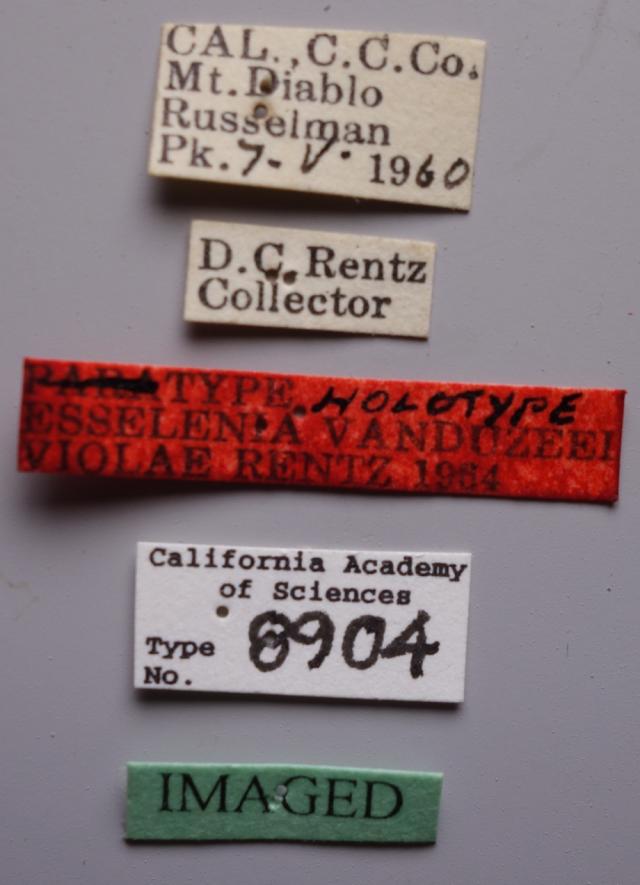 CAL., C.C.Co.
Mt. Diablo
Russelman
Pk. 7-V. 1960
D.C. Rentz
Collector
PARATYPE HOLOTYPE
ESSELENIA VANDUZEEI
VIOLAE RENTZ 1964
California Academy
of Sciences
Type 8904
No.
IMAGED